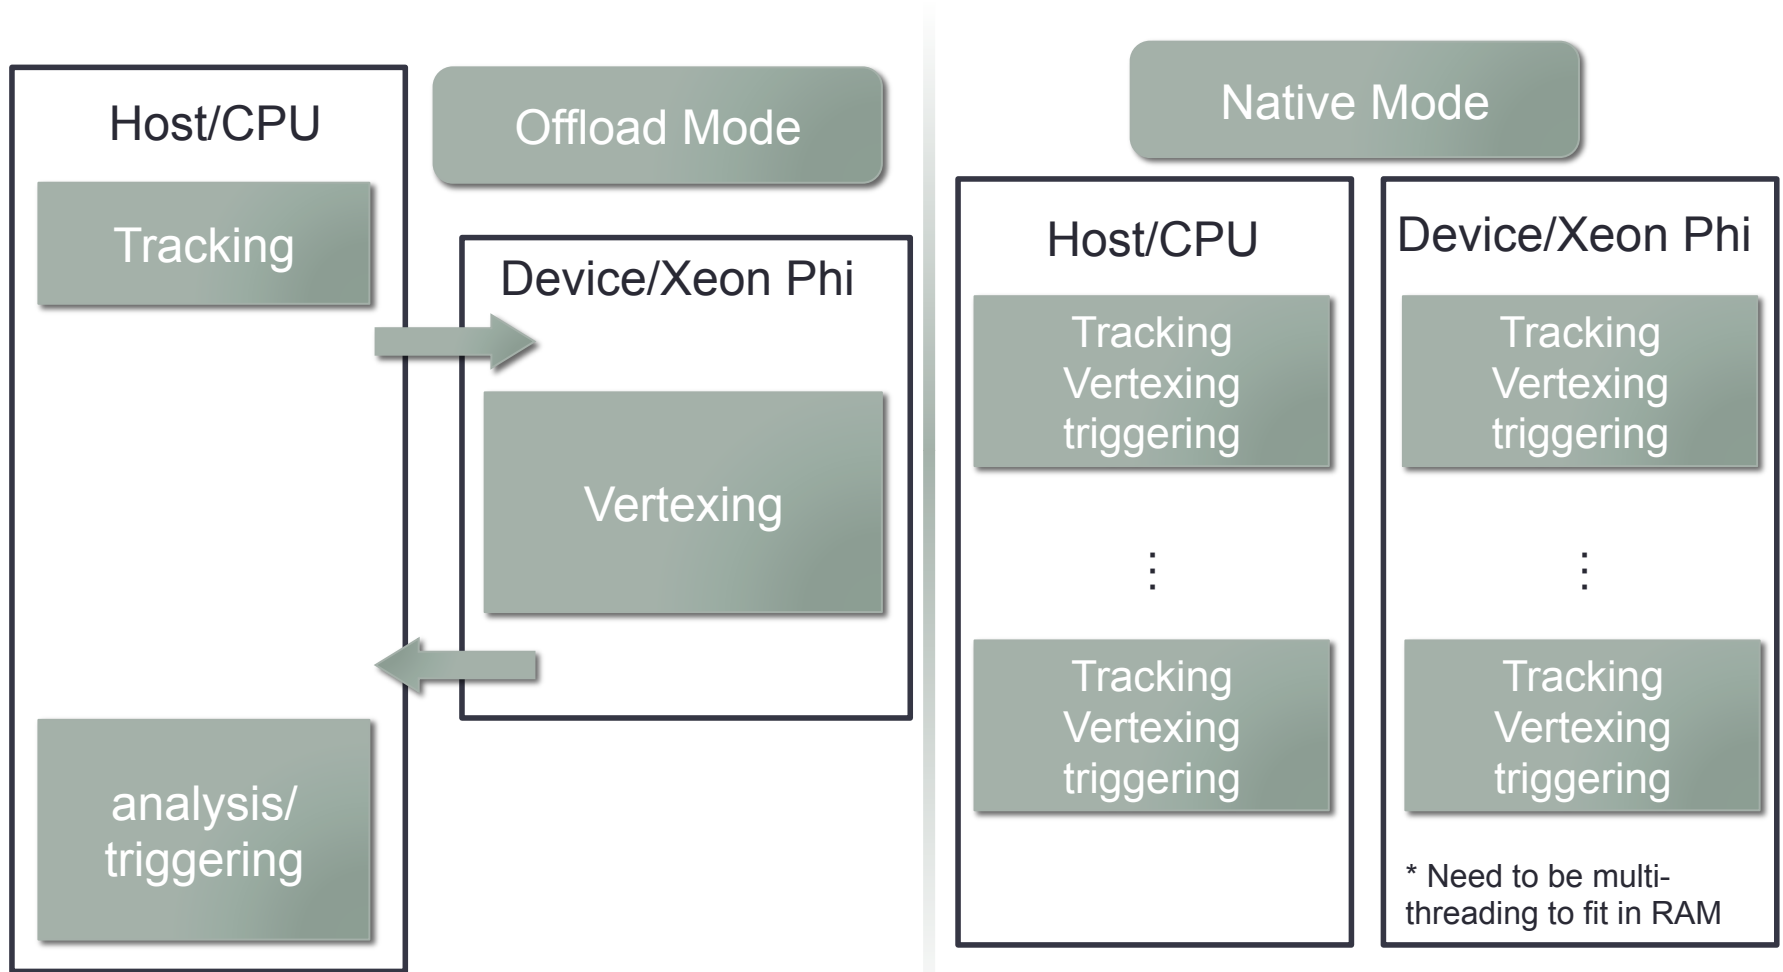 Host/CPU
Tracking
analysis/
triggering
Offload Mode
Device/Xeon Phi
Vertexing
Native Mode
Host/CPU
Tracking
Vertexing
triggering
⋮
Tracking
Vertexing
triggering
Device/Xeon Phi
Tracking
Vertexing
triggering
⋮
Tracking
Vertexing
triggering
* Need to be multi-
threading to fit in RAM